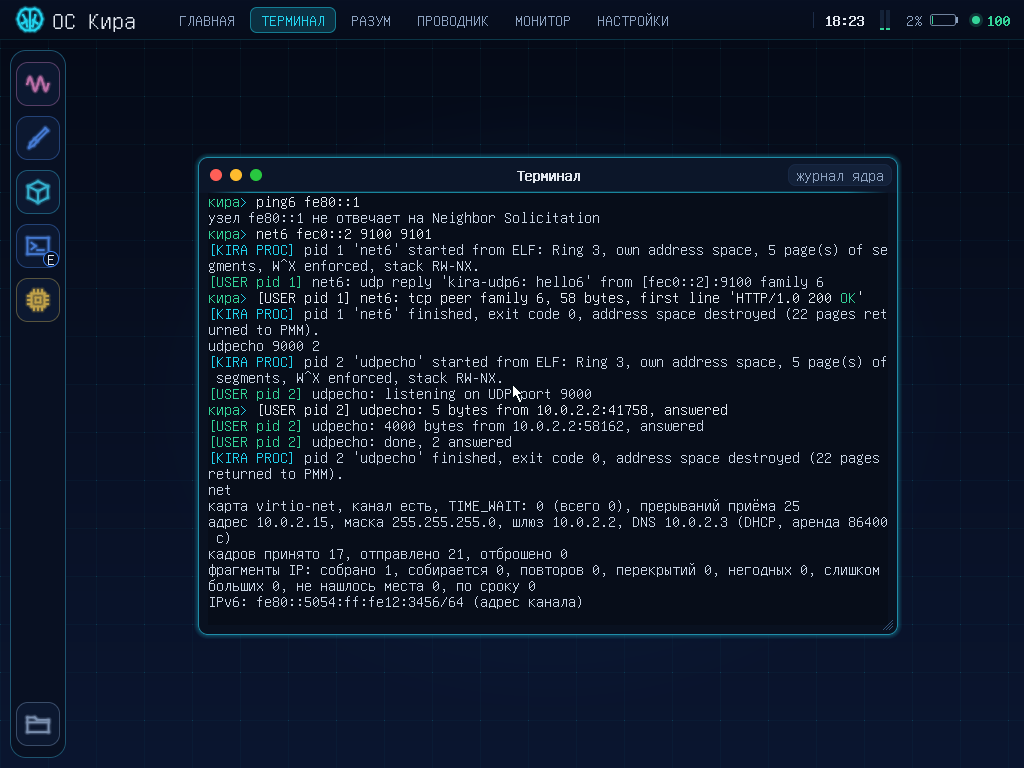 ОС Кира
ГЛАВНАЯ ТЕРМИНАЛ РАЗУМ ПРОВОДНИК МОНИТОР НАСТРОЙКИ
18:23 2% 100
Терминал
журнал ядра
кира> ping6 fe80::1
узел fe80::1 не отвечает на Neighbor Solicitation
кира> net6 fec0::2 9100 9101
[KIRA PROC] pid 1 'net6' started from ELF: Ring 3, own address space, 5 page(s) of se
gments, W^X enforced, stack RW-NX.
[USER pid 1] net6: udp reply 'kira-udp6: hello6' from [fec0::2]:9100 family 6
кира> [USER pid 1] net6: tcp peer family 6, 58 bytes, first line 'HTTP/1.0 200 OK'
[KIRA PROC] pid 1 'net6' finished, exit code 0, address space destroyed (22 pages ret
urned to PMM).
udpecho 9000 2
[KIRA PROC] pid 2 'udpecho' started from ELF: Ring 3, own address space, 5 page(s) of
segments, W^X enforced, stack RW-NX.
[USER pid 2] udpecho: listening on UDP port 9000
кира> [USER pid 2] udpecho: 5 bytes from 10.0.2.2:41758, answered
[USER pid 2] udpecho: 4000 bytes from 10.0.2.2:58162, answered
[USER pid 2] udpecho: done, 2 answered
[KIRA PROC] pid 2 'udpecho' finished, exit code 0, address space destroyed (22 pages
returned to PMM).
net
карта virtio-net, канал есть, TIME_WAIT: 0 (всего 0), прерываний приёма 25
адрес 10.0.2.15, маска 255.255.255.0, шлюз 10.0.2.2, DNS 10.0.2.3 (DHCP, аренда 86400
с)
кадров принято 17, отправлено 21, отброшено 0
фрагменты IP: собрано 1, собирается 0, повторов 0, перекрытий 0, негодных 0, слишком
больших 0, не нашлось места 0, по сроку 0
IPv6: fe80::5054:ff:fe12:3456/64 (адрес канала)
E